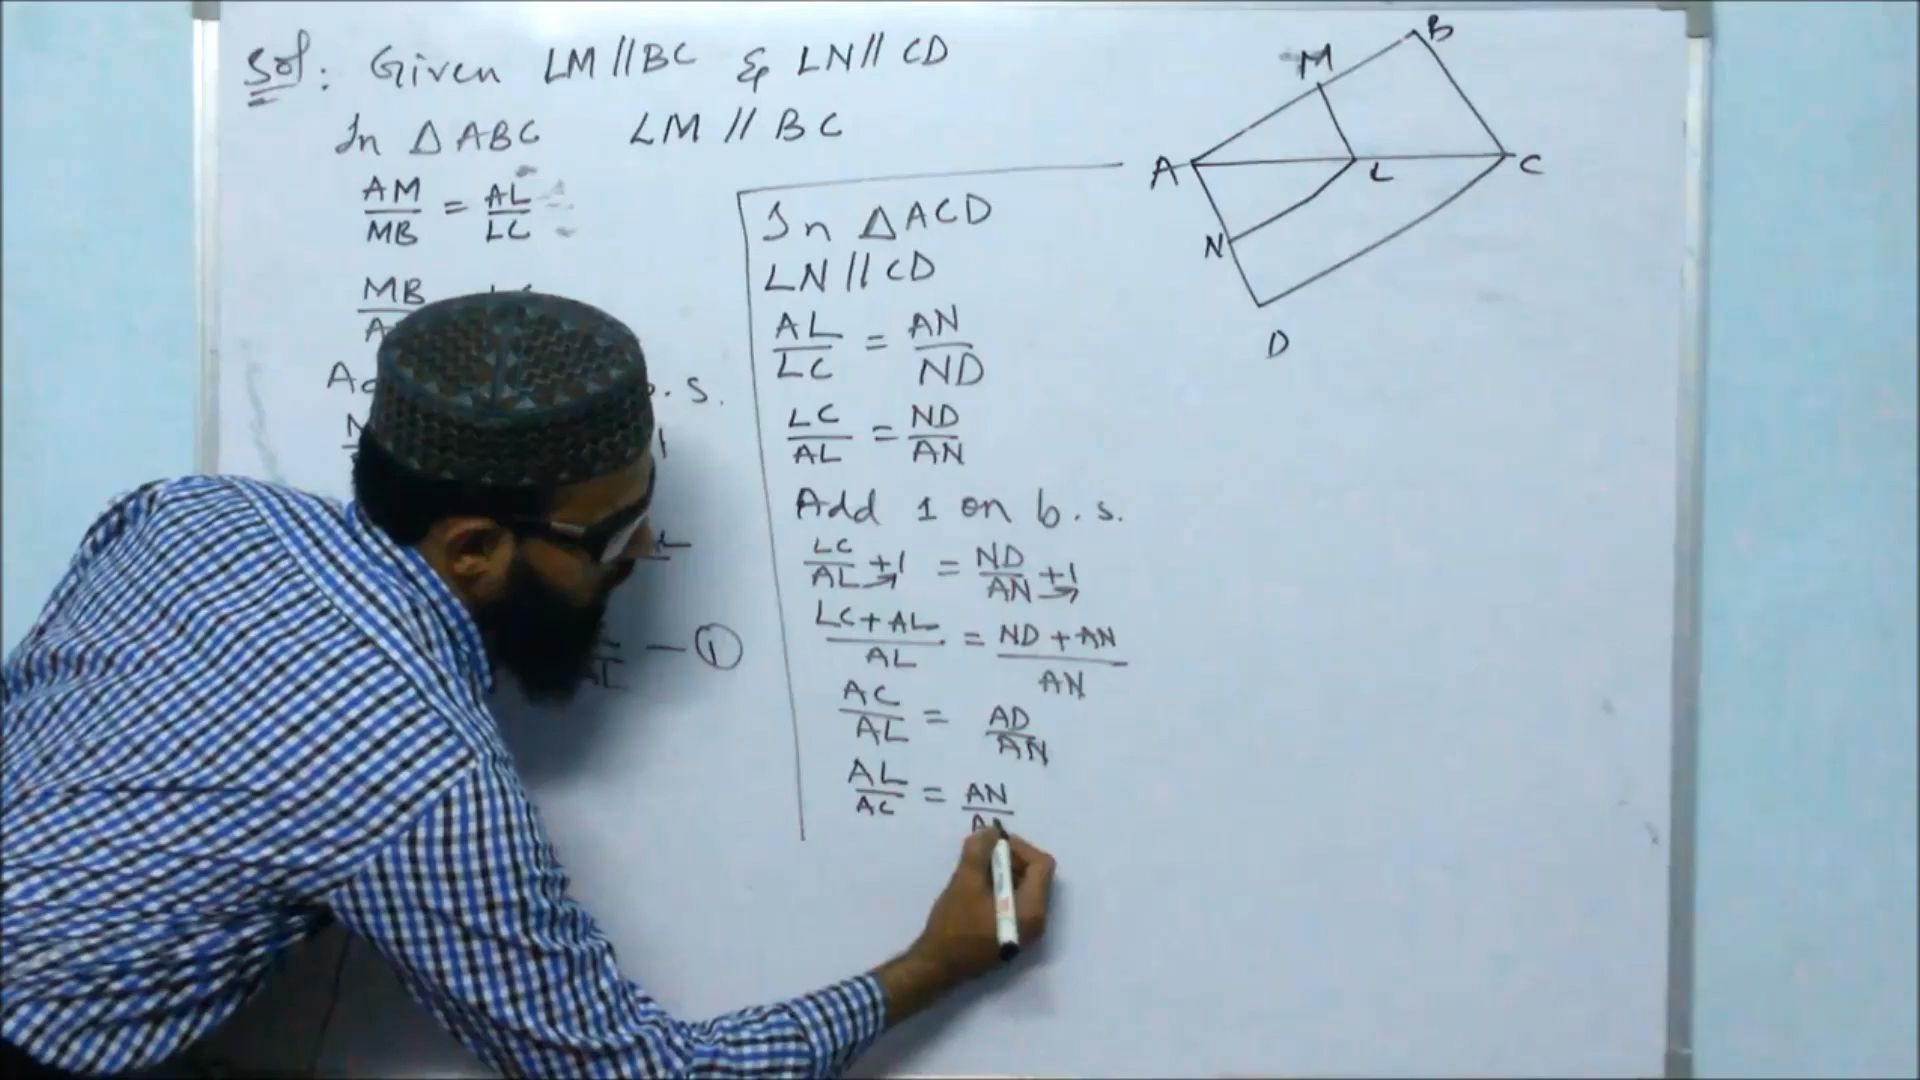 Sol: Given LM // BC & LN // CD
In △ABC LM // BC
AM/MB = AL/LC
MB
b.s.
— ①
In △ACD
LN // CD
AL/LC = AN/ND
LC/AL = ND/AN
Add 1 on b.s.
LC/AL +1 = ND/AN +1
LC+AL/AL = ND+AN/AN
AC/AL = AD/AN
AL/AC = AN/
B
M
A
L
C
N
D